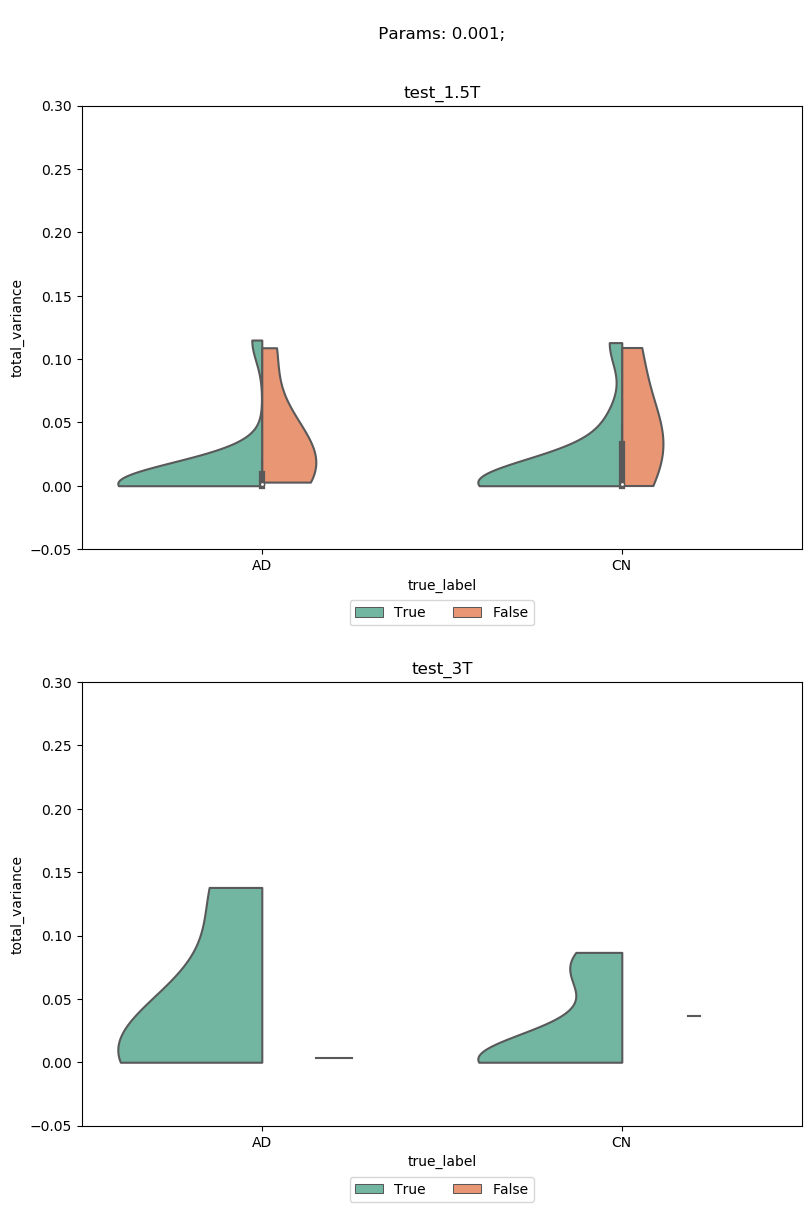 Params: 0.001;
test_1.5T
0.30
0.25
0.20
0.15
0.10
0.05
0.00
−0.05
total_variance
AD CN
true_label
True False
test_3T
0.30
0.25
0.20
0.15
0.10
0.05
0.00
−0.05
total_variance
AD CN
true_label
True False